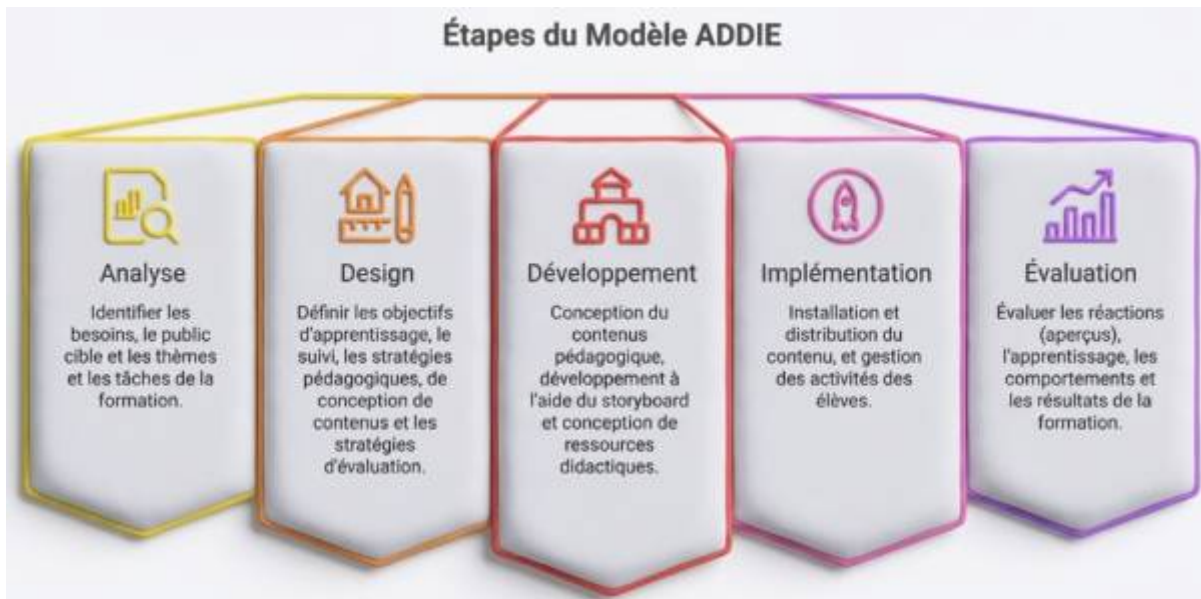 Étapes du Modèle ADDIE
Analyse
Identifier les
besoins, le public
cible et les thèmes
et les tâches de la
formation.
Design
Définir les objectifs
d'apprentissage, le
suivi, les stratégies
pédagogiques, de
conception de
contenus et les
stratégies
d'évaluation.
Développement
Conception du
contenus
pédagogique,
développement à
l'aide du storyboard
et conception de
ressources
didactiques.
Implémentation
Installation et
distribution du
contenu, et gestion
des activités des
élèves.
Évaluation
Évaluer les réactions
(aperçus),
l'apprentissage, les
comportements et
les résultats de la
formation.